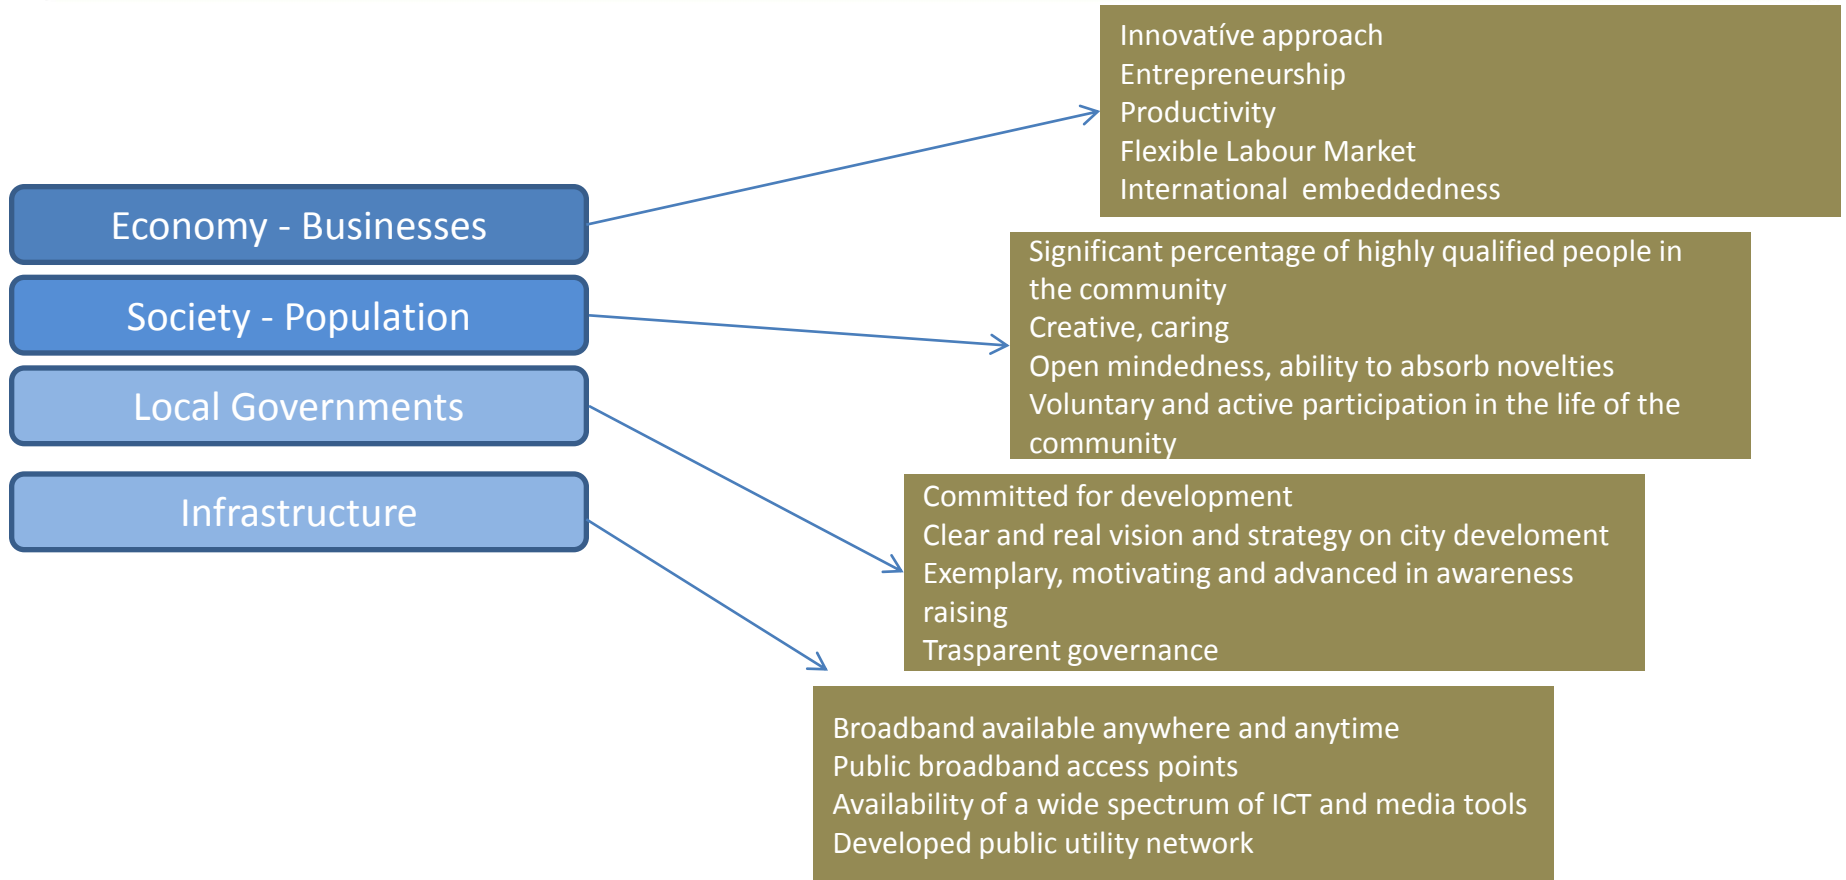 Economy - Businesses
Society - Population
Local Governments
Infrastructure
Innovatíve approach
Entrepreneurship
Productivity
Flexible Labour Market
International  embeddedness
Significant percentage of highly qualified people in
the community
Creative, caring
Open mindedness, ability to absorb novelties
Voluntary and active participation in the life of the
community
Committed for development
Clear and real vision and strategy on city develoment
Exemplary, motivating and advanced in awareness
raising
Trasparent governance
Broadband available anywhere and anytime
Public broadband access points
Availability of a wide spectrum of ICT and media tools
Developed public utility network